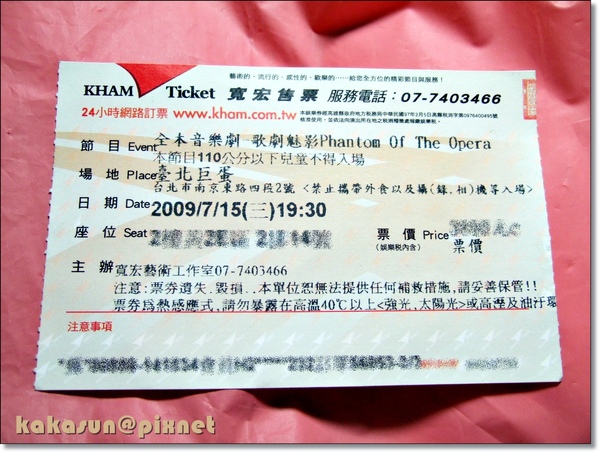 藝術的、流行的、感性的、歡樂的……給您全方位的精彩節目與服務!
KHAM Ticket 寬宏售票 服務電話：07-7403466
24小時網路訂票 www.kham.com.tw
節目 Event 全本音樂劇 歌劇魅影Phantom Of The Opera
本節目110公分以下兒童不得入場
場地 Place 臺北巨蛋
台北市南京東路四段2號 <禁止攜帶外食以及攝(錄,相)機等入場>
日期 Date 2009/7/15(三)19:30
座位 Seat
票價 Price
(娛樂稅內含) 票價
主辦 寬宏藝術工作室07-7403466
注意:票券遺失、毀損...本單位恕無法提供任何補救措施,請妥善保管!!
票券為熱感應式,請勿暴露在高溫40℃以上<強光,太陽光>或高溼及油汙環
注意事項
kakasun@pixnet